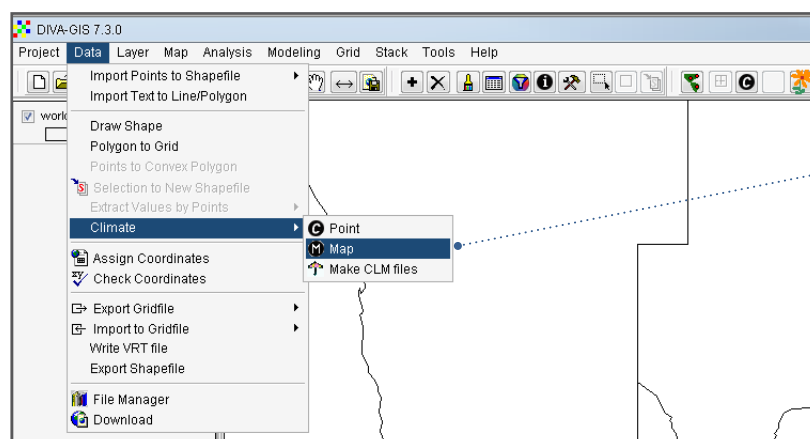 DIVA-GIS 7.3.0
Project Data Layer Map Analysis Modeling Grid Stack Tools Help
Import Points to Shapefile
Import Text to Line/Polygon
Draw Shape
Polygon to Grid
Points to Convex Polygon
Selection to New Shapefile
Extract Values by Points
Climate
Point
Map
Make CLM files
Assign Coordinates
Check Coordinates
Export Gridfile
Import to Gridfile
Write VRT file
Export Shapefile
File Manager
Download